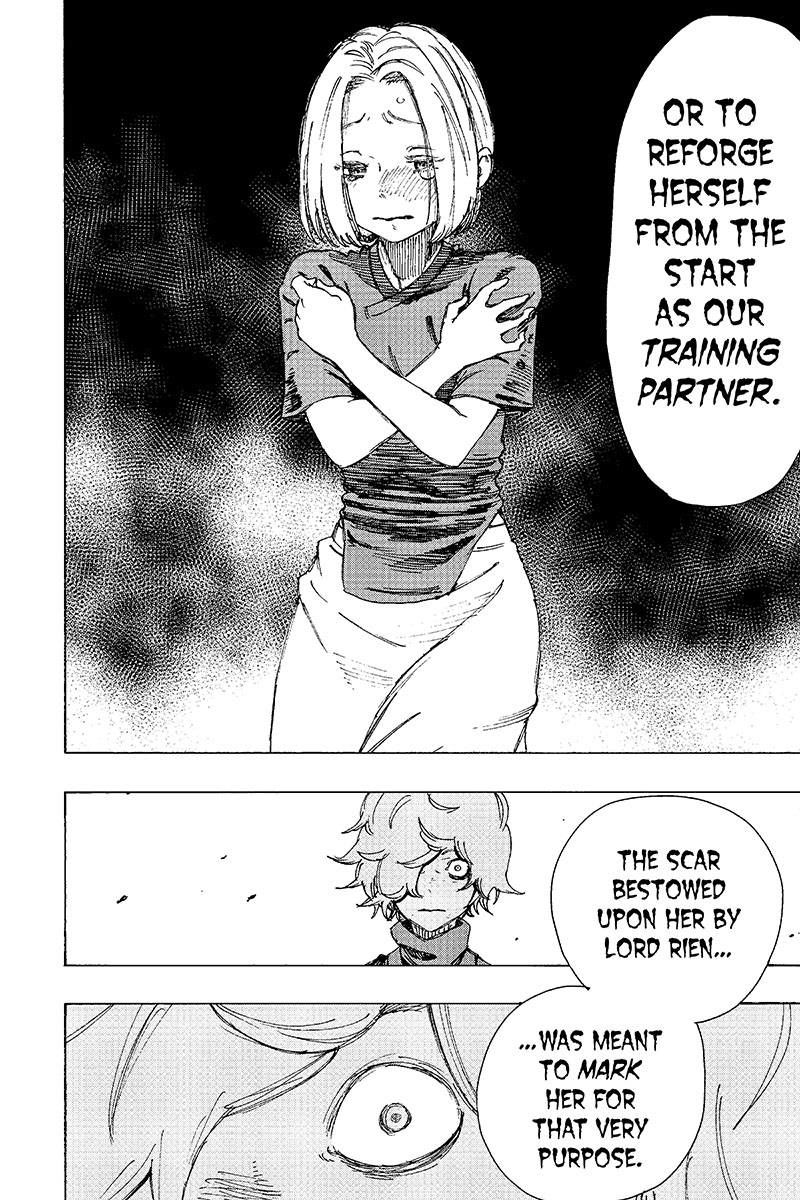 OR TO
REFORGE
HERSELF
FROM THE
START
AS OUR
TRAINING
PARTNER.
THE SCAR
BESTOWED
UPON HER BY
LORD RIEN...
...WAS MEANT
TO MARK
HER FOR
THAT VERY
PURPOSE.